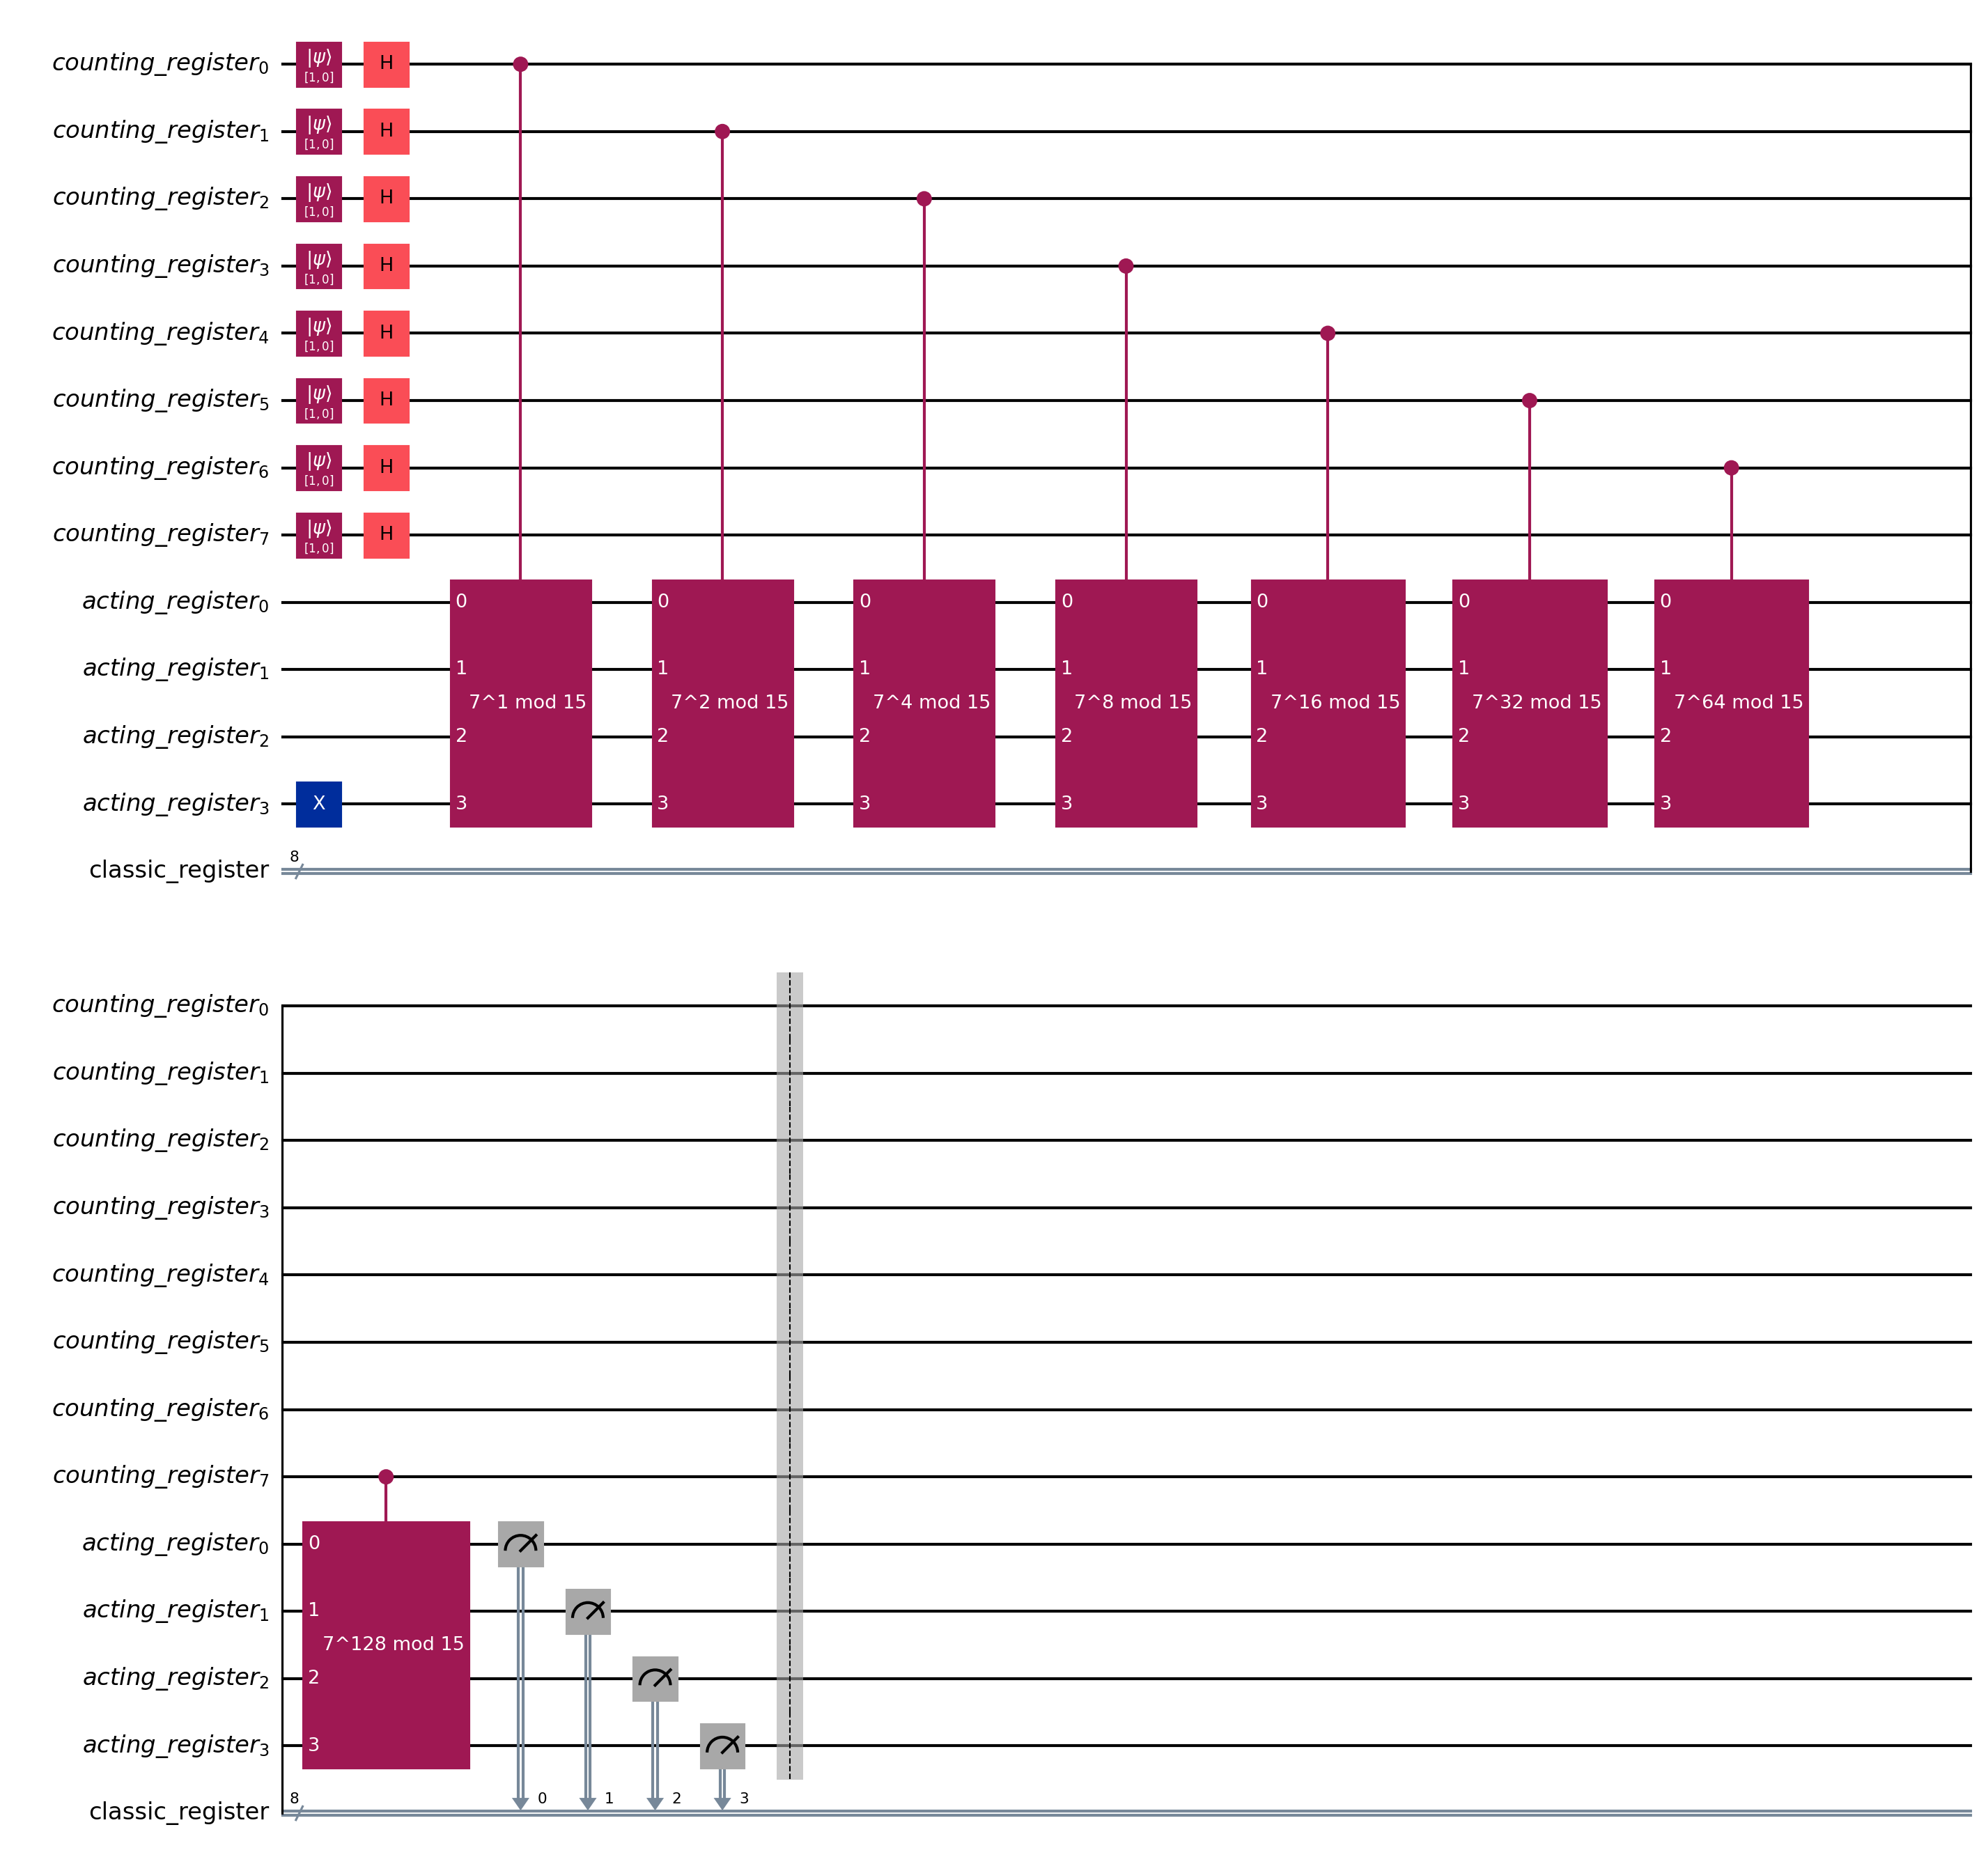 counting_register0 |ψ⟩ [1, 0] H
counting_register1 |ψ⟩ [1, 0] H
counting_register2 |ψ⟩ [1, 0] H
counting_register3 |ψ⟩ [1, 0] H
counting_register4 |ψ⟩ [1, 0] H
counting_register5 |ψ⟩ [1, 0] H
counting_register6 |ψ⟩ [1, 0] H
counting_register7 |ψ⟩ [1, 0] H
acting_register0 0 0 0 0 0 0 0
acting_register1 1 1 1 1 1 1 1
7^1 mod 15 7^2 mod 15 7^4 mod 15 7^8 mod 15 7^16 mod 15 7^32 mod 15 7^64 mod 15
acting_register2 2 2 2 2 2 2 2
acting_register3 X 3 3 3 3 3 3 3
classic_register 8
counting_register0
counting_register1
counting_register2
counting_register3
counting_register4
counting_register5
counting_register6
counting_register7
acting_register0 0
acting_register1 1
7^128 mod 15
acting_register2 2
acting_register3 3
classic_register 8 0 1 2 3